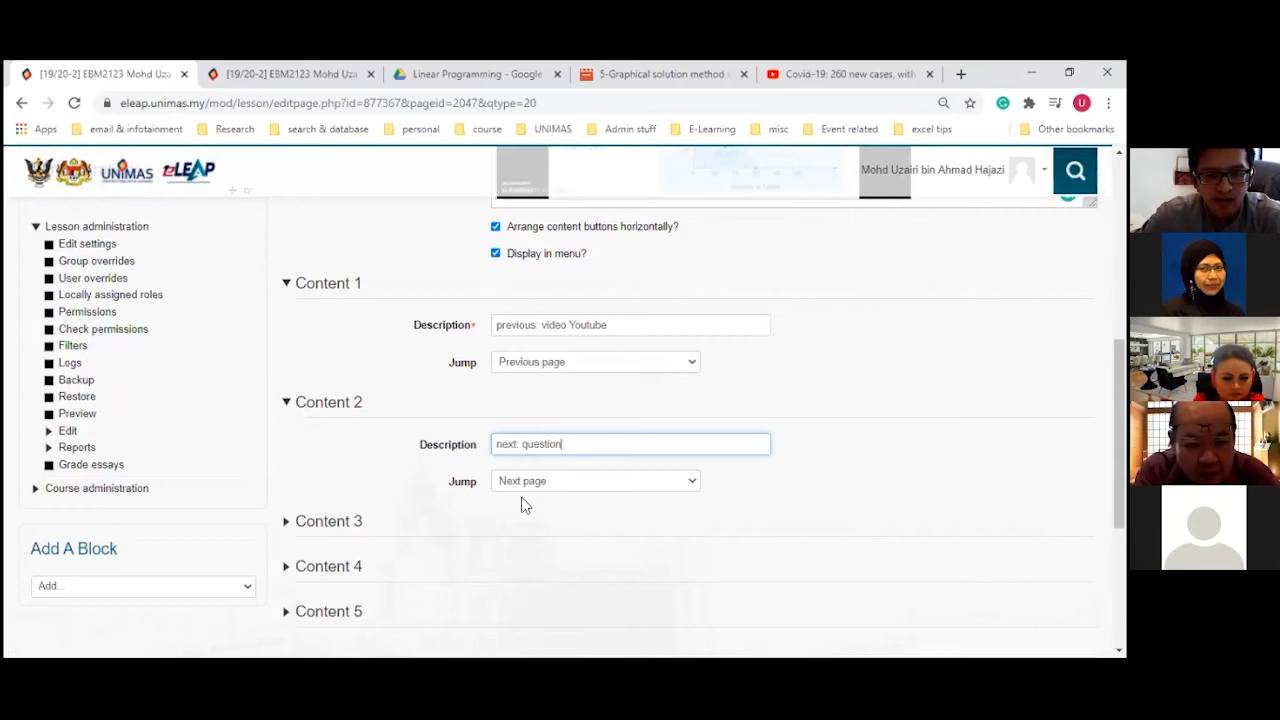 [19/20-2] EBM2123 Mohd Uza
[19/20-2] EBM2123 Mohd Uza
Linear Programming - Google
5-Graphical solution method
Covid-19: 260 new cases, with
eleap.unimas.my/mod/lesson/editpage.php?id=877367&pageid=2047&qtype=20
U
Apps
email & infotainment
Research
search & database
personal
course
UNIMAS
Admin stuff
E-Learning
misc
Event related
excel tips
Other bookmarks
UNIMAS
eLEAP
Mohd Uzairi bin Ahmad Hajazi
Lesson administration
Edit settings
Group overrides
User overrides
Locally assigned roles
Permissions
Check permissions
Filters
Logs
Backup
Restore
Preview
Edit
Reports
Grade essays
Course administration
Add A Block
Add...
Arrange content buttons horizontally?
Display in menu?
Content 1
Description*
previous: video Youtube
Jump
Previous page
Content 2
Description
next: question
Jump
Next page
Content 3
Content 4
Content 5